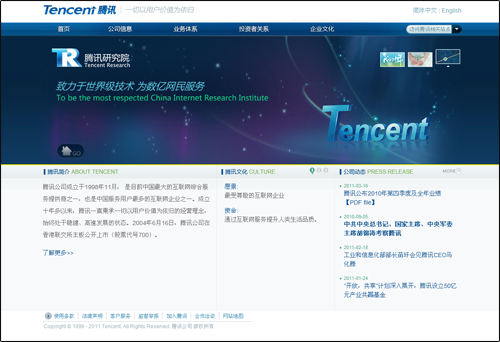 Tencent 腾讯 一切以用户价值为依归
简体中文 | English
首页 公司信息 业务体系 投资者关系 企业文化
访问腾讯相关站点
TR 腾讯研究院
Tencent Research
致力于世界级技术 为数亿网民服务
To be the most respected China Internet Research Institute
Tencent
GO
腾讯简介 ABOUT TENCENT
腾讯公司成立于1998年11月，是目前中国最大的互联网综合服
务提供商之一，也是中国服务用户最多的互联网企业之一。成立
十年多以来，腾讯一直秉承一切以用户价值为依归的经营理念，
始终处于稳健、高速发展的状态。2004年6月16日，腾讯公司在
香港联交所主板公开上市（股票代号700）。
了解更多>>
腾讯文化 CULTURE
愿景:
最受尊敬的互联网企业
使命:
通过互联网服务提升人类生活品质。
公司动态 PRESS RELEASE
MORE
2011-03-16
腾讯公布2010年第四季度及全年业绩
【PDF file】
2010-09-05
中共中央总书记、国家主席、中央军委
主席胡锦涛考察腾讯
2011-02-18
工业和信息化部部长苗圩会见腾讯CEO马
化腾
2011-01-24
“开放，共享”计划深入展开，腾讯设立50亿
元产业共赢基金
使用条款 | 法律声明 | 客户服务 | 监察举报 | 加入腾讯 | 合作洽谈 | 网站地图
Copyright © 1998 - 2011 Tencent. All Rights Reserved. 腾讯公司 版权所有